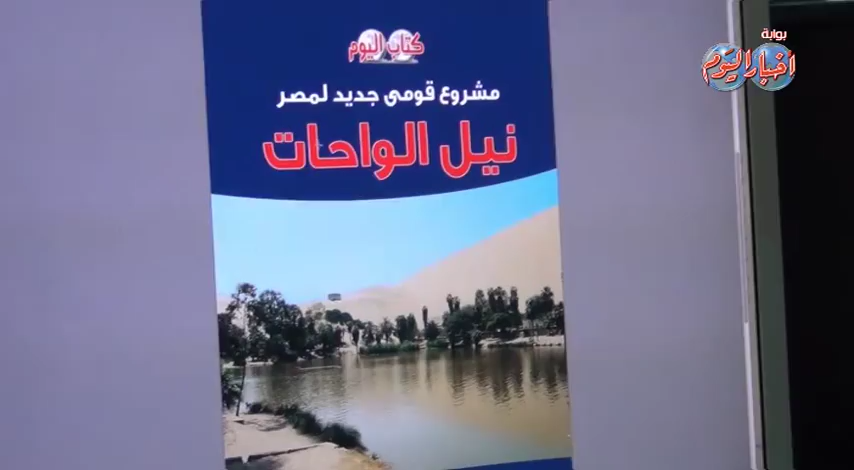 كتاب اليوم
مشروع قومى جديد لمصر
نيل الواحات
بوابة
أخبار اليوم